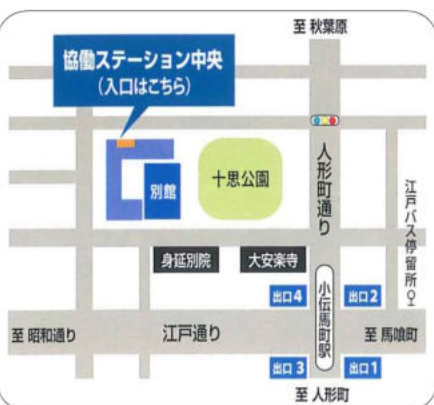 至 秋葉原
協働ステーション中央
(入口はこちら)
人形町通り
別館
十思公園
江戸バス停留所
身延別院
大安楽寺
小伝馬町駅
出口4
出口2
至 昭和通り
江戸通り
至 馬喰町
出口3
出口1
至 人形町